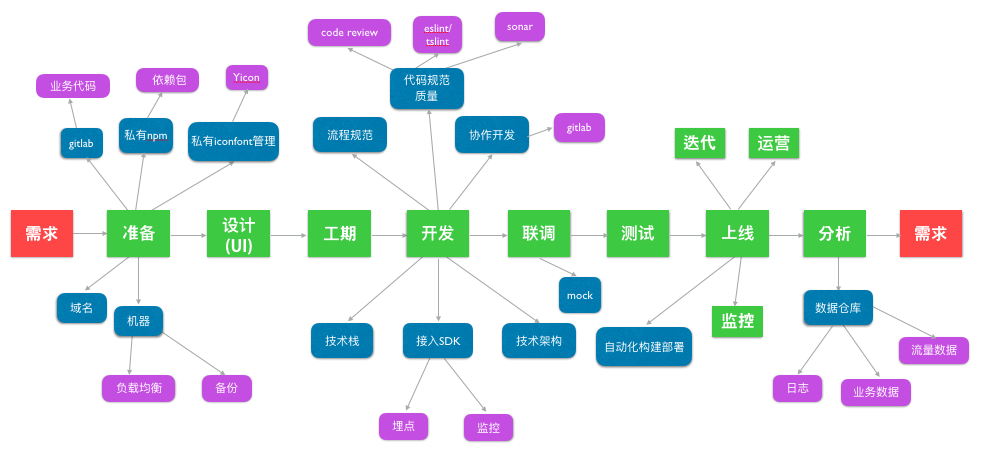 code review
eslint/
tslint
sonar
业务代码
依赖包
Yicon
代码规范
质量
gitlab
私有npm
私有iconfont管理
流程规范
协作开发
gitlab
迭代
运营
需求
准备
设计
(UI)
工期
开发
联调
测试
上线
分析
需求
域名
机器
mock
数据仓库
监控
技术栈
接入SDK
技术架构
自动化构建部署
流量数据
负载均衡
备份
日志
业务数据
埋点
监控